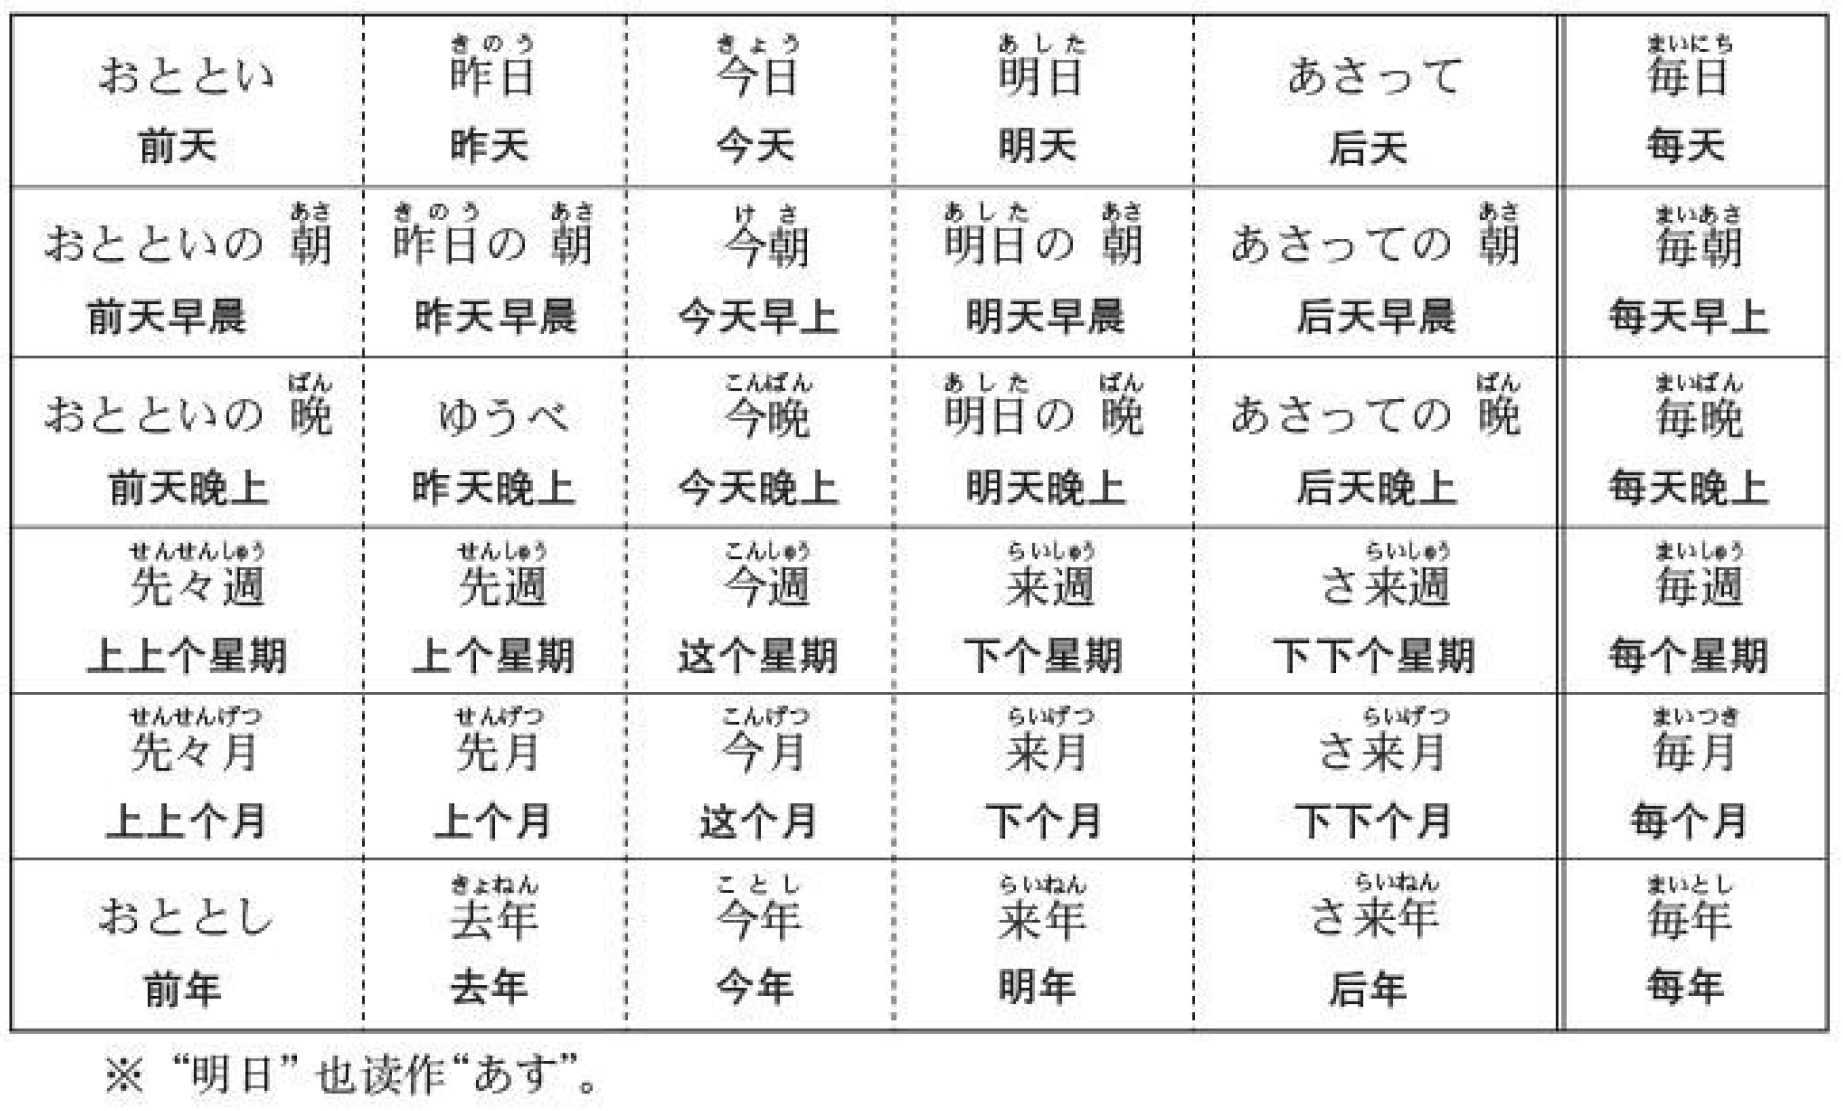 おととい 昨日 今日 明日 あさって 毎日
きのう きょう あした まいにち
前天 昨天 今天 明天 后天 每天
あさ きのう あさ けさ あした あさ あさ まいあさ
おとといの 朝 昨日の 朝 今朝 明日の 朝 あさっての 朝 毎朝
前天早晨 昨天早晨 今天早上 明天早晨 后天早晨 每天早上
ばん こんばん あした ばん ばん まいばん
おとといの 晩 ゆうべ 今晩 明日の 晩 あさっての 晩 毎晩
前天晚上 昨天晚上 今天晚上 明天晚上 后天晚上 每天晚上
せんせんしゅう せんしゅう こんしゅう らいしゅう らいしゅう まいしゅう
先々週 先週 今週 来週 さ来週 毎週
上上个星期 上个星期 这个星期 下个星期 下下个星期 每个星期
せんせんげつ せんげつ こんげつ らいげつ らいげつ まいつき
先々月 先月 今月 来月 さ来月 毎月
上上个月 上个月 这个月 下个月 下下个月 每个月
きょねん ことし らいねん らいねん まいとし
おととし 去年 今年 来年 さ来年 毎年
前年 去年 今年 明年 后年 每年
※ “明日” 也读作“あす”。